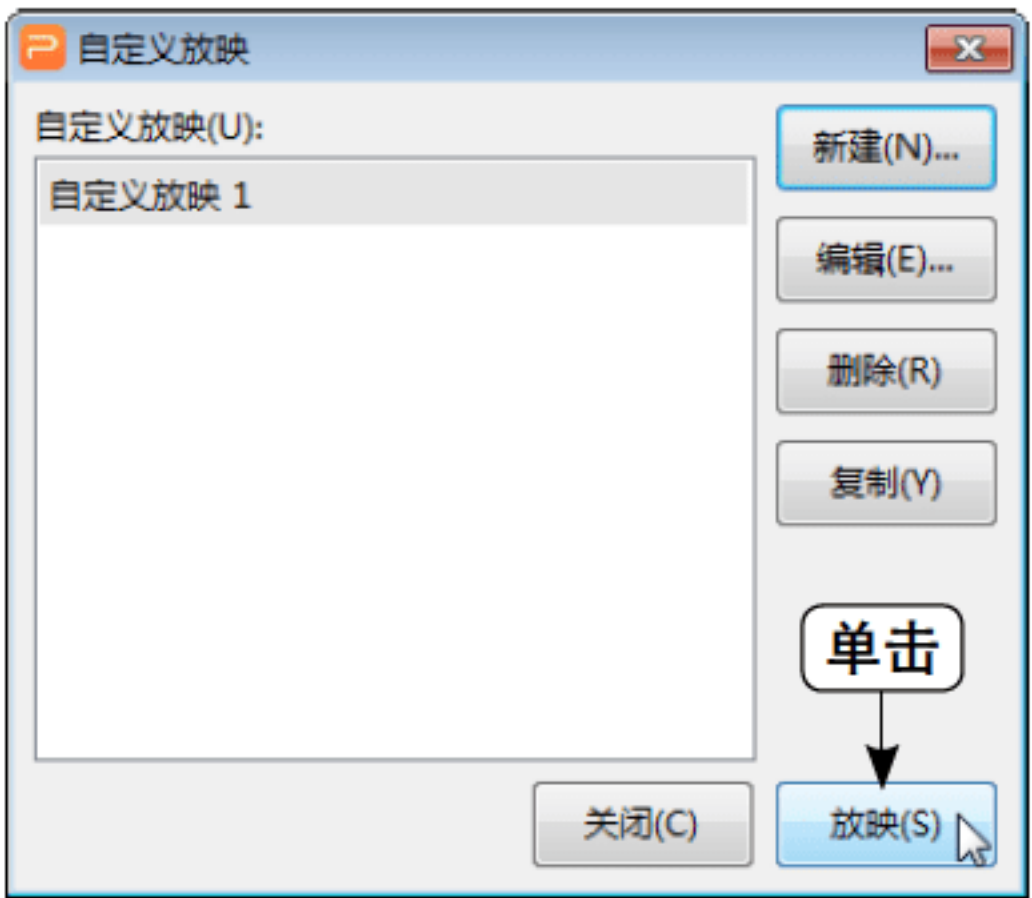 自定义放映
自定义放映(U):
自定义放映 1
新建(N)...
编辑(E)...
删除(R)
复制(Y)
单击
关闭(C)
放映(S)